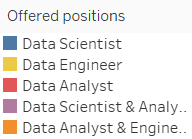 Offered positions
Data Scientist
Data Engineer
Data Analyst
Data Scientist & Analy..
Data Analyst & Engine..